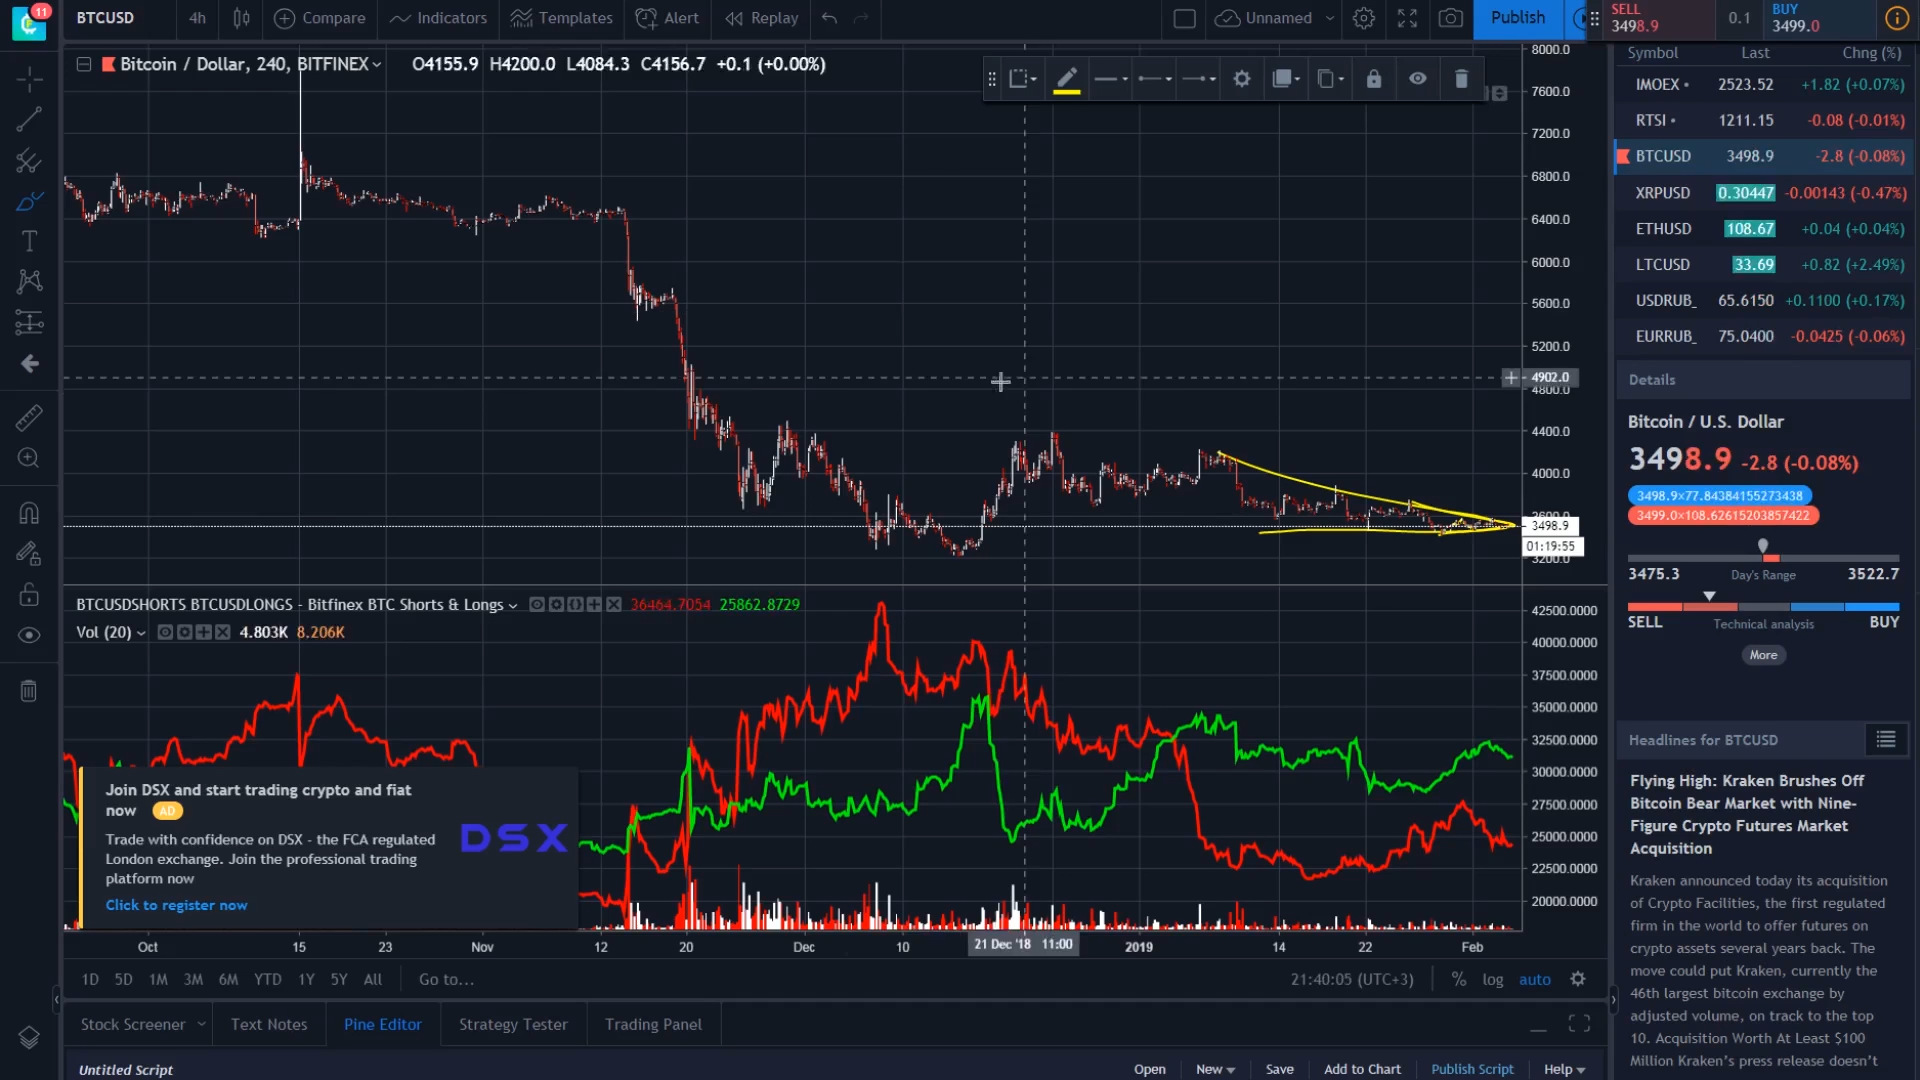 11
BTCUSD
4h
Compare
Indicators
Templates
Alert
Replay
Unnamed
Publish
SELL
3498.9
0.1
BUY
3499.0
Bitcoin / Dollar, 240, BITFINEX
O4155.9 H4200.0 L4084.3 C4156.7 +0.1 (+0.00%)
8000.0
7600.0
7200.0
6800.0
6400.0
6000.0
5600.0
5200.0
4902.0
4800.0
4400.0
4000.0
3600.0
3498.9
01:19:55
3200.0
BTCUSDSHORTS BTCUSDLONGS - Bitfinex BTC Shorts & Longs
36464.7054 25862.8729
Vol (20)
4.803K 8.206K
42500.0000
40000.0000
37500.0000
35000.0000
32500.0000
30000.0000
27500.0000
25000.0000
22500.0000
20000.0000
Join DSX and start trading crypto and fiat
now AD
Trade with confidence on DSX - the FCA regulated
London exchange. Join the professional trading
platform now
Click to register now
DSX
Oct
15
23
Nov
12
20
Dec
10
21 Dec '18 11:00
2019
14
22
Feb
1D 5D 1M 3M 6M YTD 1Y 5Y All
Go to...
21:40:05 (UTC+3)
%
log
auto
Stock Screener
Text Notes
Pine Editor
Strategy Tester
Trading Panel
Untitled Script
Open
New
Save
Add to Chart
Publish Script
Help
Symbol Last Chng (%)
IMOEX 2523.52 +1.82 (+0.07%)
RTSI 1211.15 -0.08 (-0.01%)
BTCUSD 3498.9 -2.8 (-0.08%)
XRPUSD 0.30447 -0.00143 (-0.47%)
ETHUSD 108.67 +0.04 (+0.04%)
LTCUSD 33.69 +0.82 (+2.49%)
USDRUB_ 65.6150 +0.1100 (+0.17%)
EURRUB_ 75.0400 -0.0425 (-0.06%)
Details
Bitcoin / U.S. Dollar
3498.9 -2.8 (-0.08%)
3498.9×77.84384155273438
3499.0×108.62615203857422
3475.3 Day's Range 3522.7
SELL Technical analysis BUY
More
Headlines for BTCUSD
Flying High: Kraken Brushes Off
Bitcoin Bear Market with Nine-
Figure Crypto Futures Market
Acquisition
Kraken announced today its acquisition
of Crypto Facilities, the first regulated
firm in the world to offer futures on
crypto assets several years back. The
move could put Kraken, currently the
46th largest bitcoin exchange by
adjusted volume, on track to the top
10. Acquisition Worth At Least $100
Million Kraken's press release doesn't